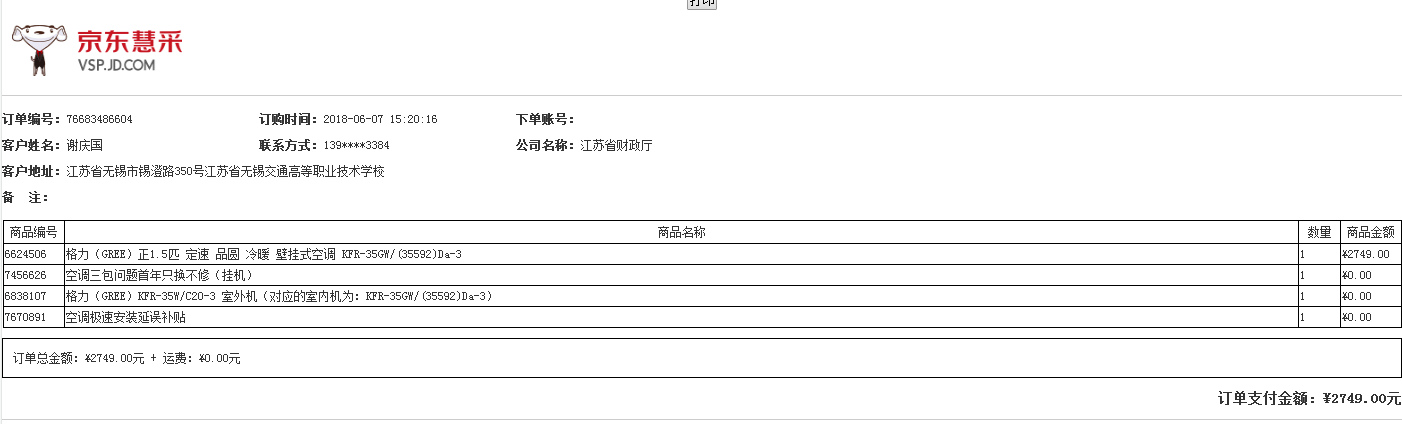 打印
京东慧采
VSP.JD.COM
订单编号：76683486604 订购时间：2018-06-07 15:20:16 下单账号：
客户姓名：谢庆国 联系方式：139****3384 公司名称：江苏省财政厅
客户地址：江苏省无锡市锡澄路350号江苏省无锡交通高等职业技术学校
备 注：
商品编号 商品名称 数量 商品金额
6624506 格力（GREE）正1.5匹 定速 品圆 冷暖 壁挂式空调 KFR-35GW/(35592)Da-3 1 ¥2749.00
7456626 空调三包问题首年只换不修（挂机） 1 ¥0.00
6838107 格力（GREE）KFR-35W/C20-3 室外机（对应的室内机为：KFR-35GW/(35592)Da-3） 1 ¥0.00
7670891 空调极速安装延误补贴 1 ¥0.00
订单总金额：¥2749.00元 + 运费：¥0.00元
订单支付金额：¥2749.00元